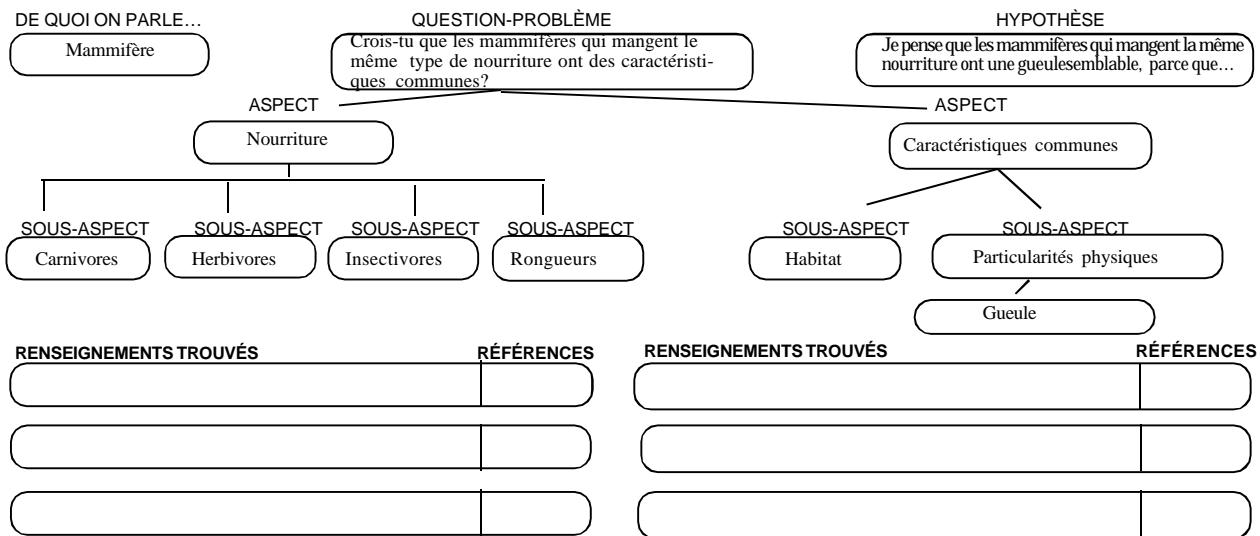 DE QUOI ON PARLE…
QUESTION-PROBLÈME
HYPOTHÈSE
Mammifère
Crois-tu que les mammifères qui mangent le
même type de nourriture ont des caractéristi-
ques communes?
Je pense que les mammifères qui mangent la même
nourriture ont une gueulesemblable, parce que…
ASPECT
ASPECT
Nourriture
Caractéristiques communes
SOUS-ASPECT
SOUS-ASPECT
SOUS-ASPECT
SOUS-ASPECT
SOUS-ASPECT
SOUS-ASPECT
Carnivores
Herbivores
Insectivores
Rongueurs
Habitat
Particularités physiques
Gueule
RENSEIGNEMENTS TROUVÉS
RÉFÉRENCES
RENSEIGNEMENTS TROUVÉS
RÉFÉRENCES